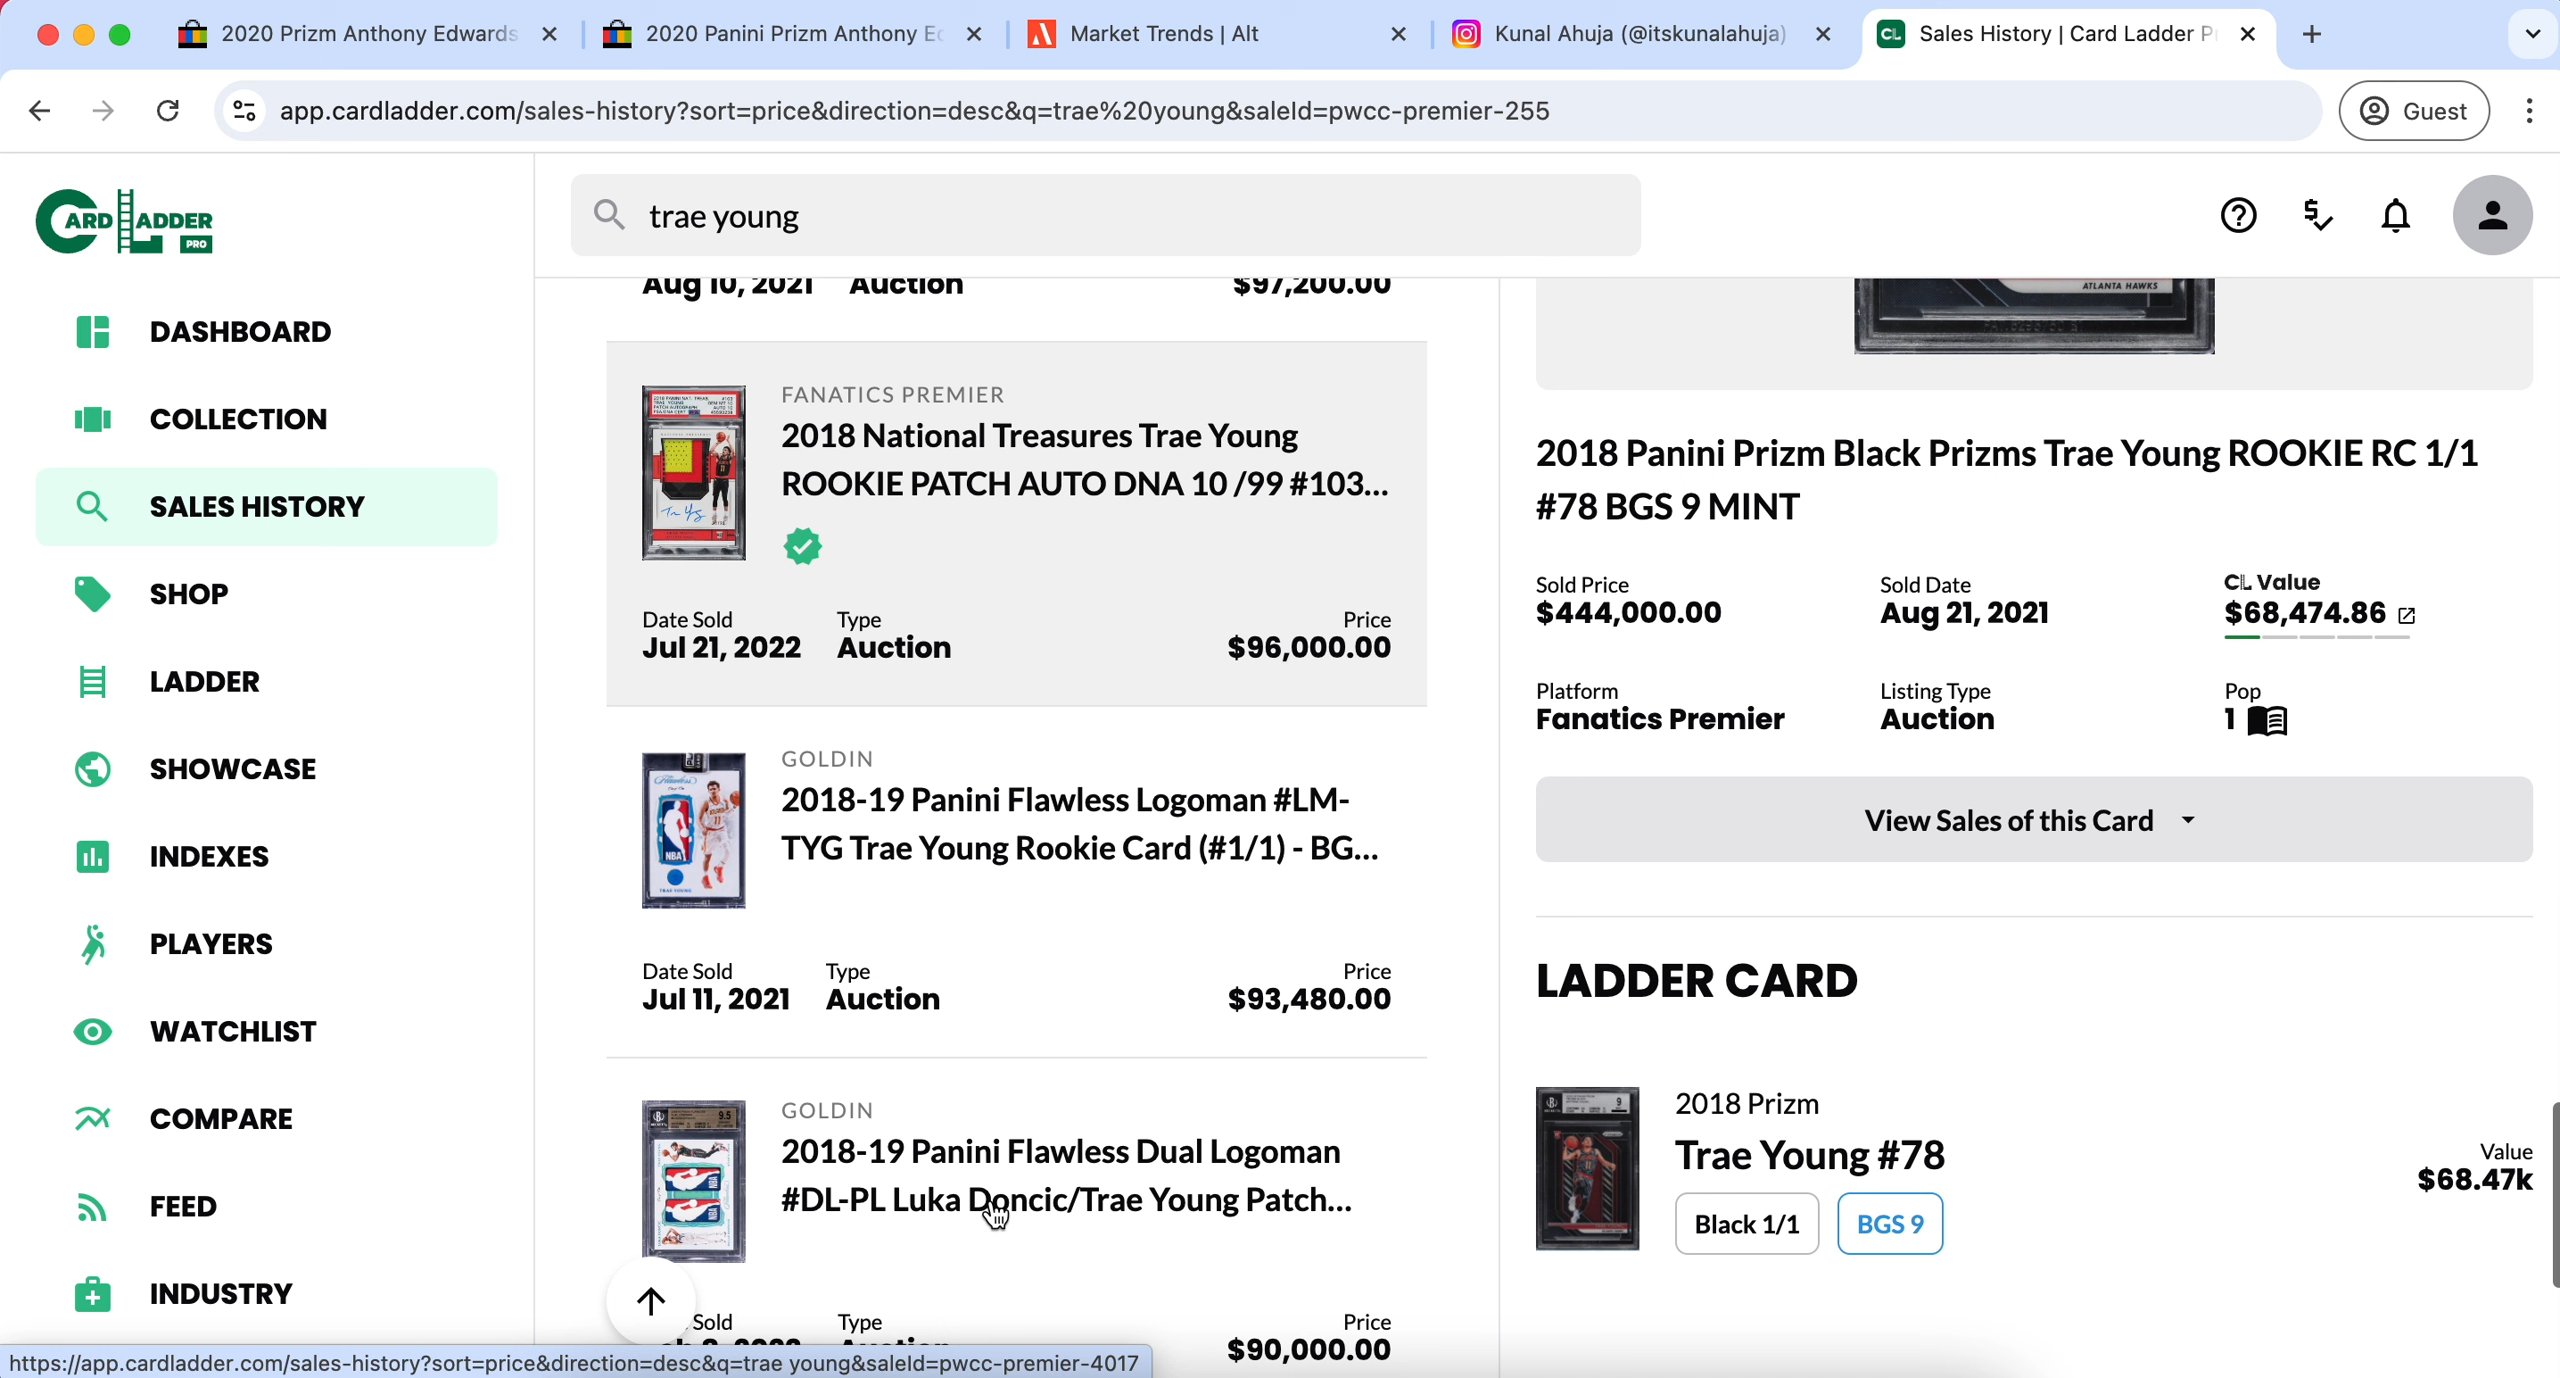 2020 Prizm Anthony Edwards
2020 Panini Prizm Anthony Ec
Market Trends | Alt
Kunal Ahuja (@itskunalahuja)
Sales History | Card Ladder P
app.cardladder.com/sales-history?sort=price&direction=desc&q=trae%20young&saleId=pwcc-premier-255
Guest
CARD LADDER
PRO
trae young
DASHBOARD
COLLECTION
SALES HISTORY
SHOP
LADDER
SHOWCASE
INDEXES
PLAYERS
WATCHLIST
COMPARE
FEED
INDUSTRY
Aug 10, 2021 Auction $97,200.00
FANATICS PREMIER
2018 National Treasures Trae Young
ROOKIE PATCH AUTO DNA 10 /99 #103...
Date Sold Type Price
Jul 21, 2022 Auction $96,000.00
GOLDIN
2018-19 Panini Flawless Logoman #LM-
TYG Trae Young Rookie Card (#1/1) - BG...
Date Sold Type Price
Jul 11, 2021 Auction $93,480.00
GOLDIN
2018-19 Panini Flawless Dual Logoman
#DL-PL Luka Doncic/Trae Young Patch...
Sold Type Price
Auction $90,000.00
ATLANTA HAWKS
2018 Panini Prizm Black Prizms Trae Young ROOKIE RC 1/1
#78 BGS 9 MINT
Sold Price Sold Date CL Value
$444,000.00 Aug 21, 2021 $68,474.86
Platform Listing Type Pop
Fanatics Premier Auction 1
View Sales of this Card
LADDER CARD
2018 Prizm
Trae Young #78
Black 1/1 BGS 9
Value
$68.47k
https://app.cardladder.com/sales-history?sort=price&direction=desc&q=trae young&saleId=pwcc-premier-4017